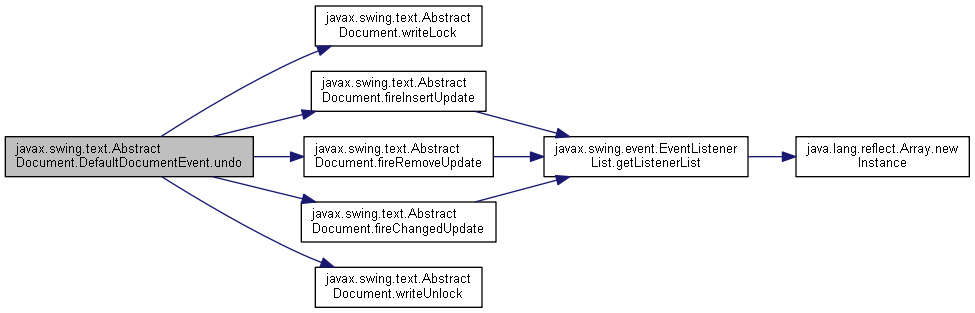 javax.swing.text.Abstract
Document.writeLock
javax.swing.text.Abstract
Document.fireInsertUpdate
javax.swing.text.Abstract
Document.DefaultDocumentEvent.undo
javax.swing.text.Abstract
Document.fireRemoveUpdate
javax.swing.event.EventListener
List.getListenerList
java.lang.reflect.Array.new
Instance
javax.swing.text.Abstract
Document.fireChangedUpdate
javax.swing.text.Abstract
Document.writeUnlock